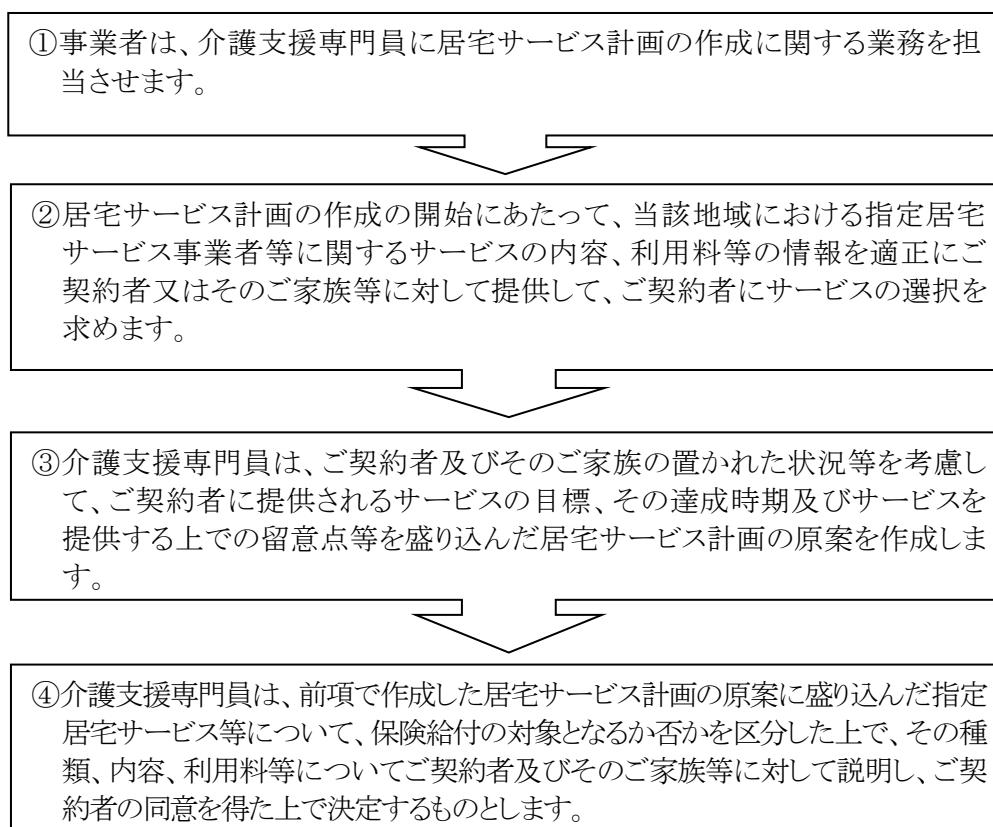 ①事業者は、介護支援専門員に居宅サービス計画の作成に関する業務を担
当させます。
②居宅サービス計画の作成の開始にあたって、当該地域における指定居宅
サービス事業者等に関するサービスの内容、利用料等の情報を適正にご
契約者又はそのご家族等に対して提供して、ご契約者にサービスの選択を
求めます。
③介護支援専門員は、ご契約者及びそのご家族の置かれた状況等を考慮し
て、ご契約者に提供されるサービスの目標、その達成時期及びサービスを
提供する上での留意点等を盛り込んだ居宅サービス計画の原案を作成しま
す。
④介護支援専門員は、前項で作成した居宅サービス計画の原案に盛り込んだ指定
居宅サービス等について、保険給付の対象となるか否かを区分した上で、その種
類、内容、利用料等についてご契約者及びそのご家族等に対して説明し、ご契
約者の同意を得た上で決定するものとします。